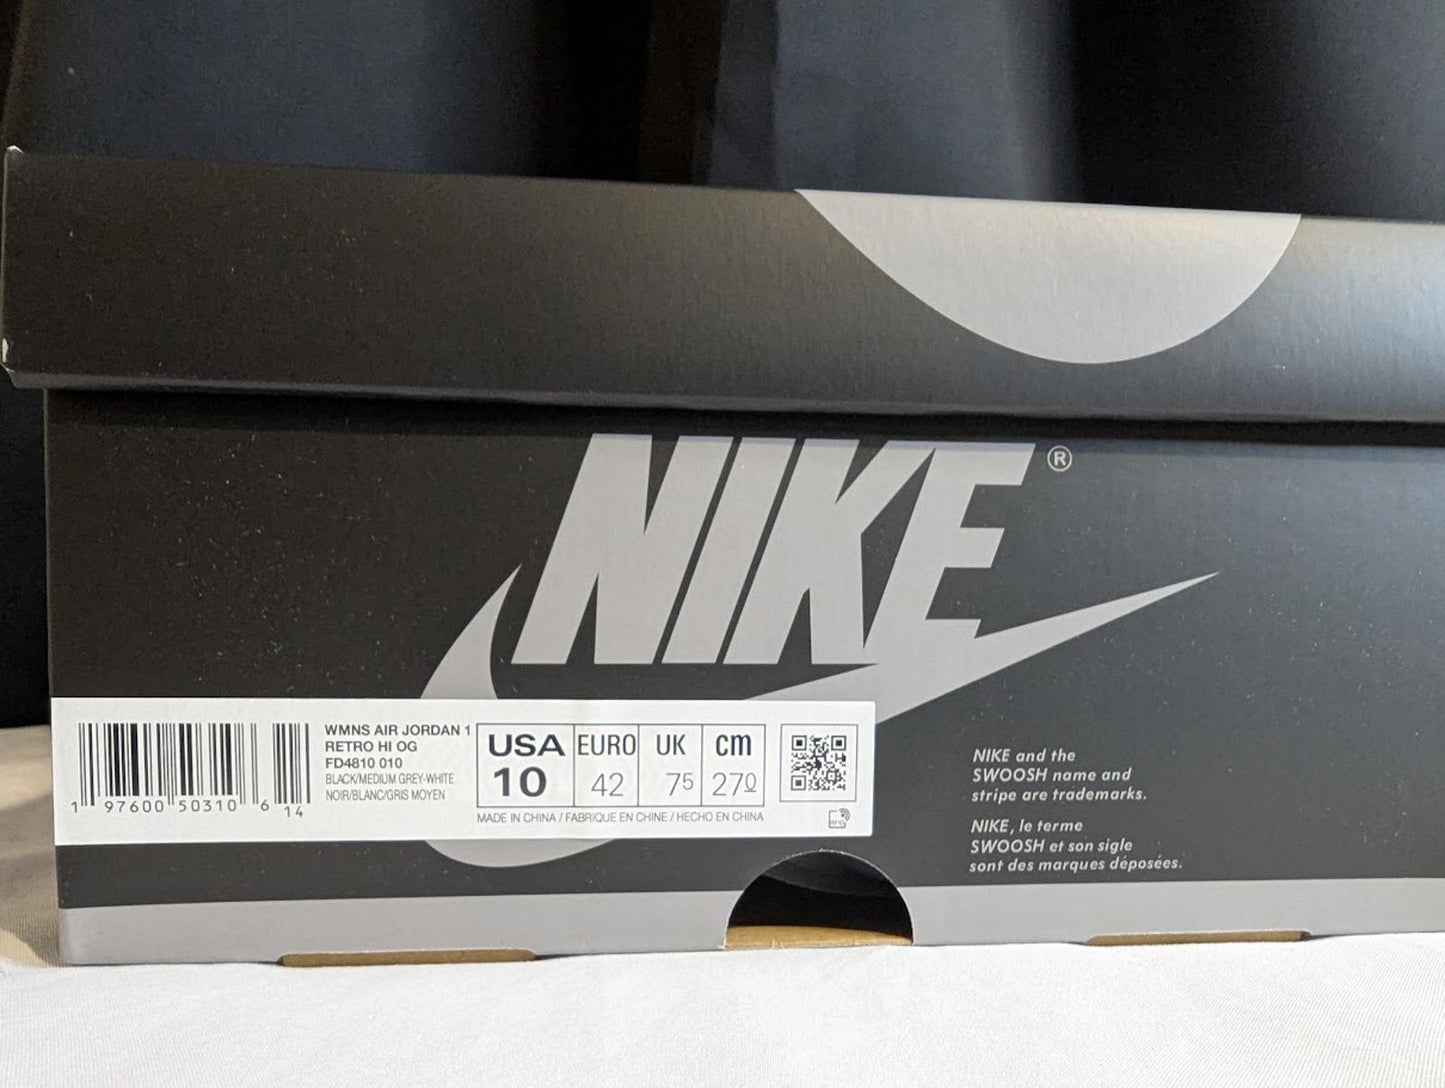 NIKE®
WMNS AIR JORDAN 1
RETRO HI OG
FD4810 010
BLACK/MEDIUM GREY-WHITE
NOIR/BLANC/GRIS MOYEN
1 97600 50310 6 14
USA EURO UK cm
10 42 75 270
MADE IN CHINA / FABRIQUE EN CHINE / HECHO EN CHINA
NIKE and the
SWOOSH name and
stripe are trademarks.
NIKE, le terme
SWOOSH et son sigle
sont des marques déposées.